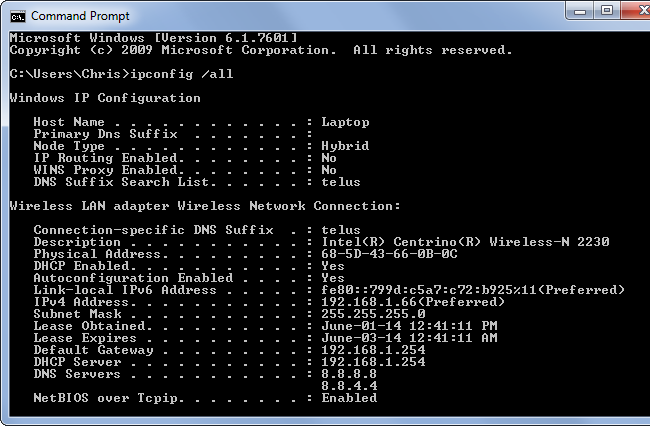 Command Prompt
Microsoft Windows [Version 6.1.7601]
Copyright (c) 2009 Microsoft Corporation.  All rights reserved.
C:\Users\Chris>ipconfig /all
Windows IP Configuration
   Host Name . . . . . . . . . . . . : Laptop
   Primary Dns Suffix  . . . . . . . :
   Node Type . . . . . . . . . . . . : Hybrid
   IP Routing Enabled. . . . . . . . : No
   WINS Proxy Enabled. . . . . . . . : No
   DNS Suffix Search List. . . . . . : telus
Wireless LAN adapter Wireless Network Connection:
   Connection-specific DNS Suffix  . : telus
   Description . . . . . . . . . . . : Intel(R) Centrino(R) Wireless-N 2230
   Physical Address. . . . . . . . . : 68-5D-43-66-0B-0C
   DHCP Enabled. . . . . . . . . . . : Yes
   Autoconfiguration Enabled . . . . : Yes
   Link-local IPv6 Address . . . . . : fe80::799d:c5a7:c72:b925%11(Preferred)
   IPv4 Address. . . . . . . . . . . : 192.168.1.66(Preferred)
   Subnet Mask . . . . . . . . . . . : 255.255.255.0
   Lease Obtained. . . . . . . . . . : June-01-14 12:41:11 PM
   Lease Expires . . . . . . . . . . : June-03-14 12:41:11 AM
   Default Gateway . . . . . . . . . : 192.168.1.254
   DHCP Server . . . . . . . . . . . : 192.168.1.254
   DNS Servers . . . . . . . . . . . : 8.8.8.8
                                       8.8.4.4
   NetBIOS over Tcpip. . . . . . . . : Enabled